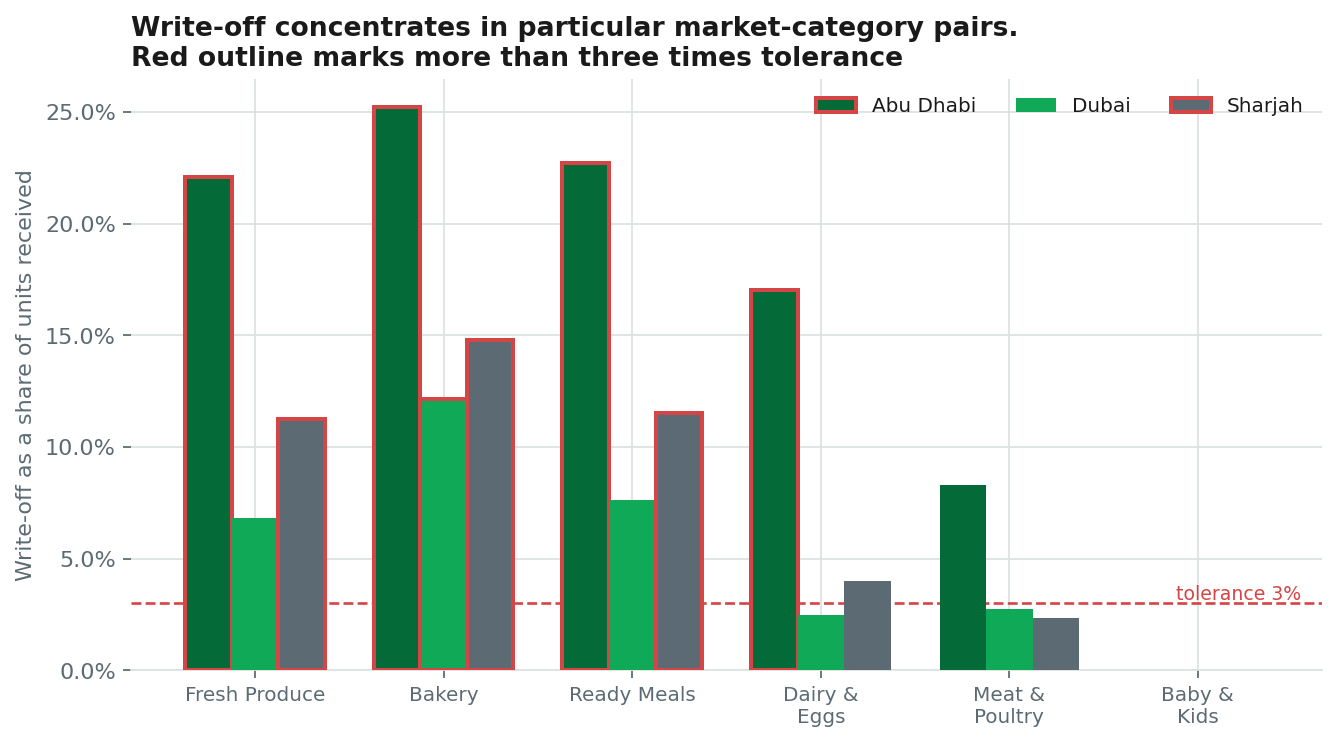 Write-off concentrates in particular market-category pairs.
Red outline marks more than three times tolerance
Abu Dhabi
Dubai
Sharjah
Write-off as a share of units received
25.0%
20.0%
15.0%
10.0%
5.0%
0.0%
tolerance 3%
Fresh Produce
Bakery
Ready Meals
Dairy &
Eggs
Meat &
Poultry
Baby &
Kids